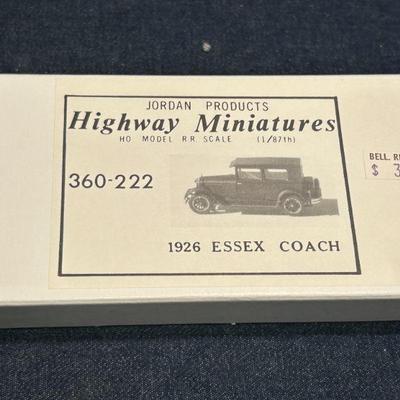 JORDAN PRODUCTS
Highway Miniatures
HO MODEL R.R. SCALE (1/87th)
360-222
BELL. R
$ 3
1926 ESSEX COACH